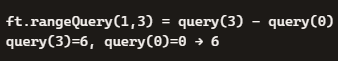 ft.rangeQuery(1,3) = query(3) − query(0)
query(3)=6, query(0)=0 → 6